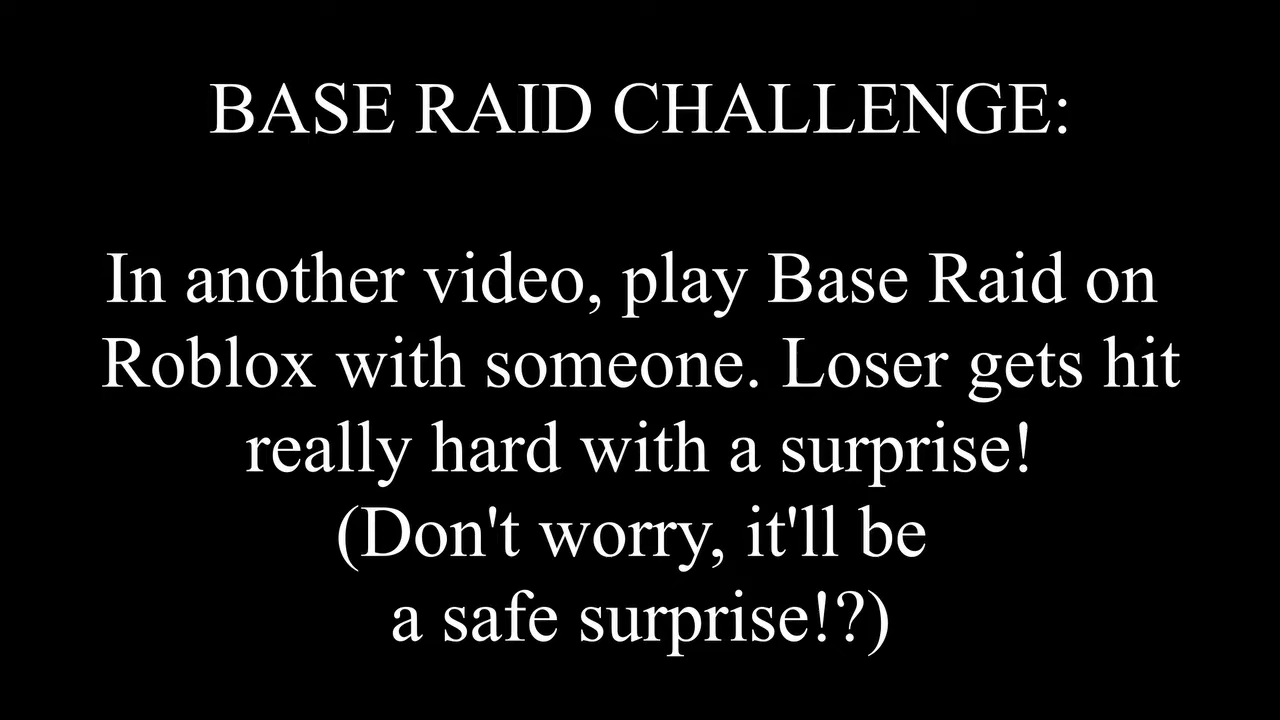 BASE RAID CHALLENGE:
In another video, play Base Raid on
Roblox with someone. Loser gets hit
really hard with a surprise!
(Don't worry, it'll be
a safe surprise!?)